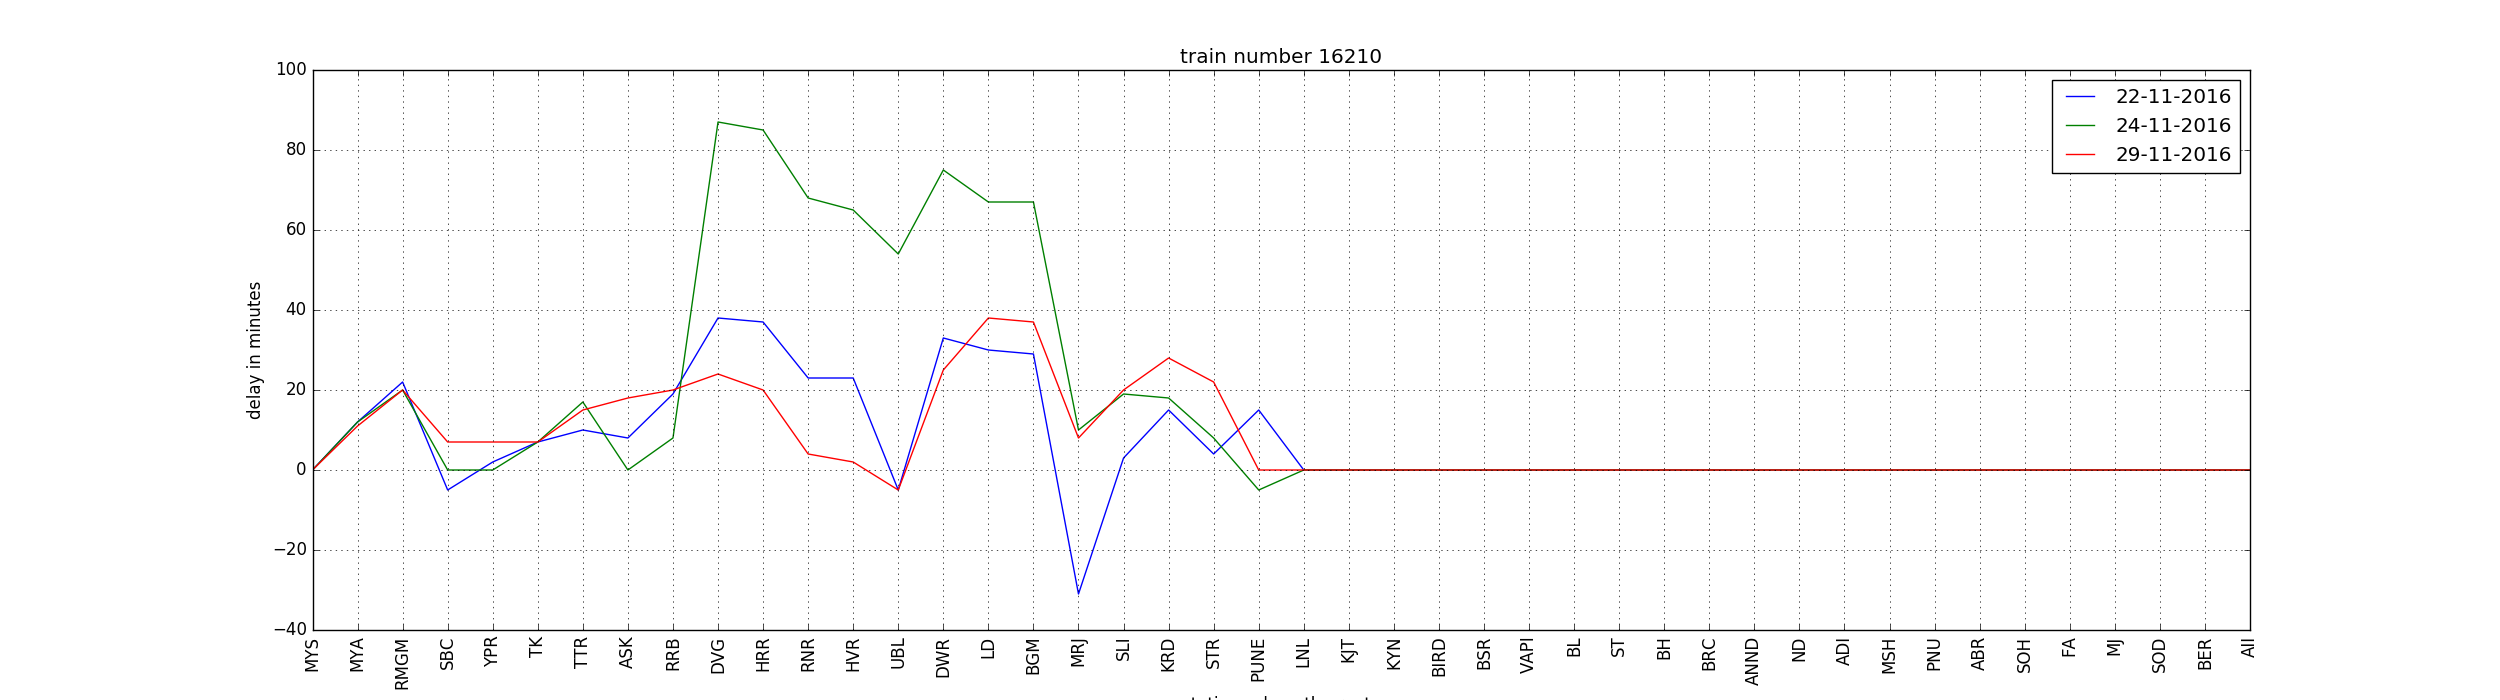 train number 16210
100
80
60
40
20
0
−20
−40
delay in minutes
22-11-2016
24-11-2016
29-11-2016
MYS
MYA
RMGM
SBC
YPR
TK
TTR
ASK
RRB
DVG
HRR
RNR
HVR
UBL
DWR
LD
BGM
MRJ
SLI
KRD
STR
PUNE
LNL
KJT
KYN
BIRD
BSR
VAPI
BL
ST
BH
BRC
ANND
ND
ADI
MSH
PNU
ABR
SOH
FA
MJ
SOD
BER
AII